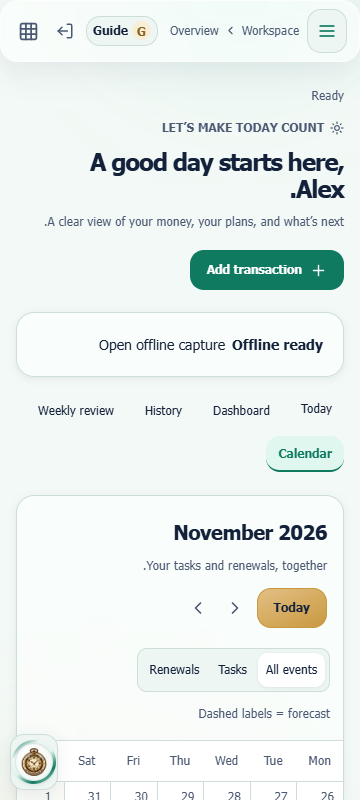 Guide G
Overview
Workspace
Ready
LET'S MAKE TODAY COUNT
A good day starts here,
.Alex
.A clear view of your money, your plans, and what's next
Add transaction
Open offline capture Offline ready
Weekly review History Dashboard Today
Calendar
November 2026
.Your tasks and renewals, together
Today
Renewals Tasks All events
Dashed labels = forecast
Sat Fri Thu Wed Tue Mon
1 31 30 29 28 27 26